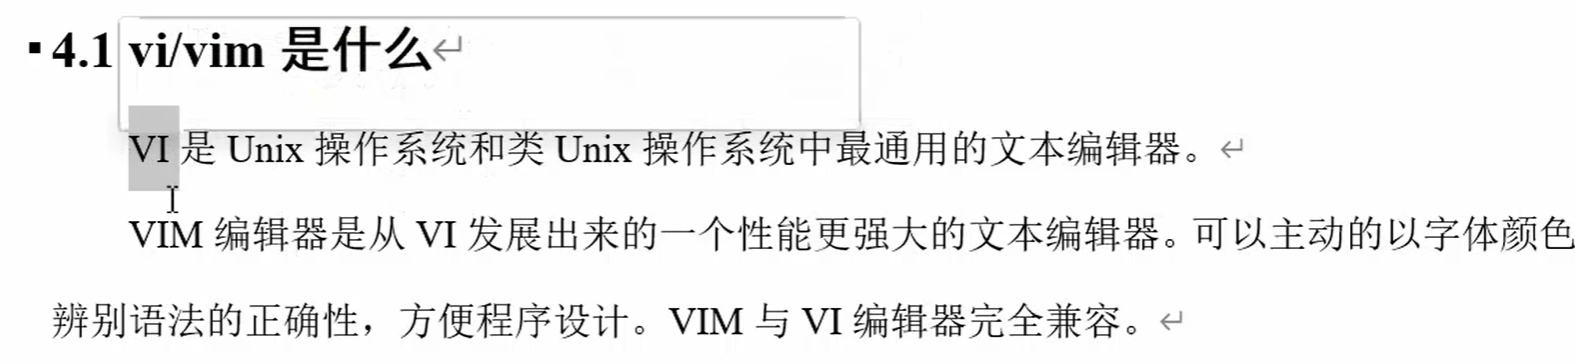 4.1 vi/vim 是什么
VI 是 Unix 操作系统和类 Unix 操作系统中最通用的文本编辑器。
VIM 编辑器是从 VI 发展出来的一个性能更强大的文本编辑器。可以主动的以字体颜色
辨别语法的正确性，方便程序设计。VIM 与 VI 编辑器完全兼容。